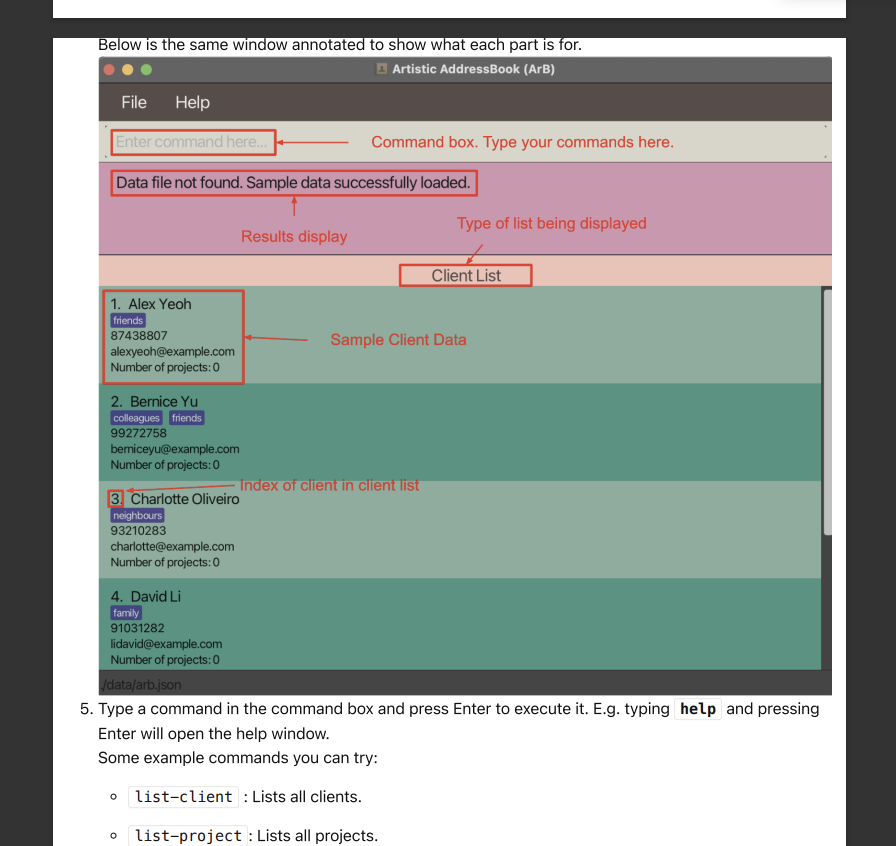 Below is the same window annotated to show what each part is for.
Artistic AddressBook (ArB)
File Help
Enter command here...
Command box. Type your commands here.
Data file not found. Sample data successfully loaded.
Results display
Type of list being displayed
Client List
1. Alex Yeoh
friends
87438807
alexyeoh@example.com
Number of projects: 0
Sample Client Data
2. Bernice Yu
colleagues friends
99272758
berniceyu@example.com
Number of projects: 0
Index of client in client list
3. Charlotte Oliveiro
neighbours
93210283
charlotte@example.com
Number of projects: 0
4. David Li
family
91031282
lidavid@example.com
Number of projects: 0
./data/arb.json
5. Type a command in the command box and press Enter to execute it. E.g. typing help and pressing
Enter will open the help window.
Some example commands you can try:
list-client : Lists all clients.
list-project : Lists all projects.